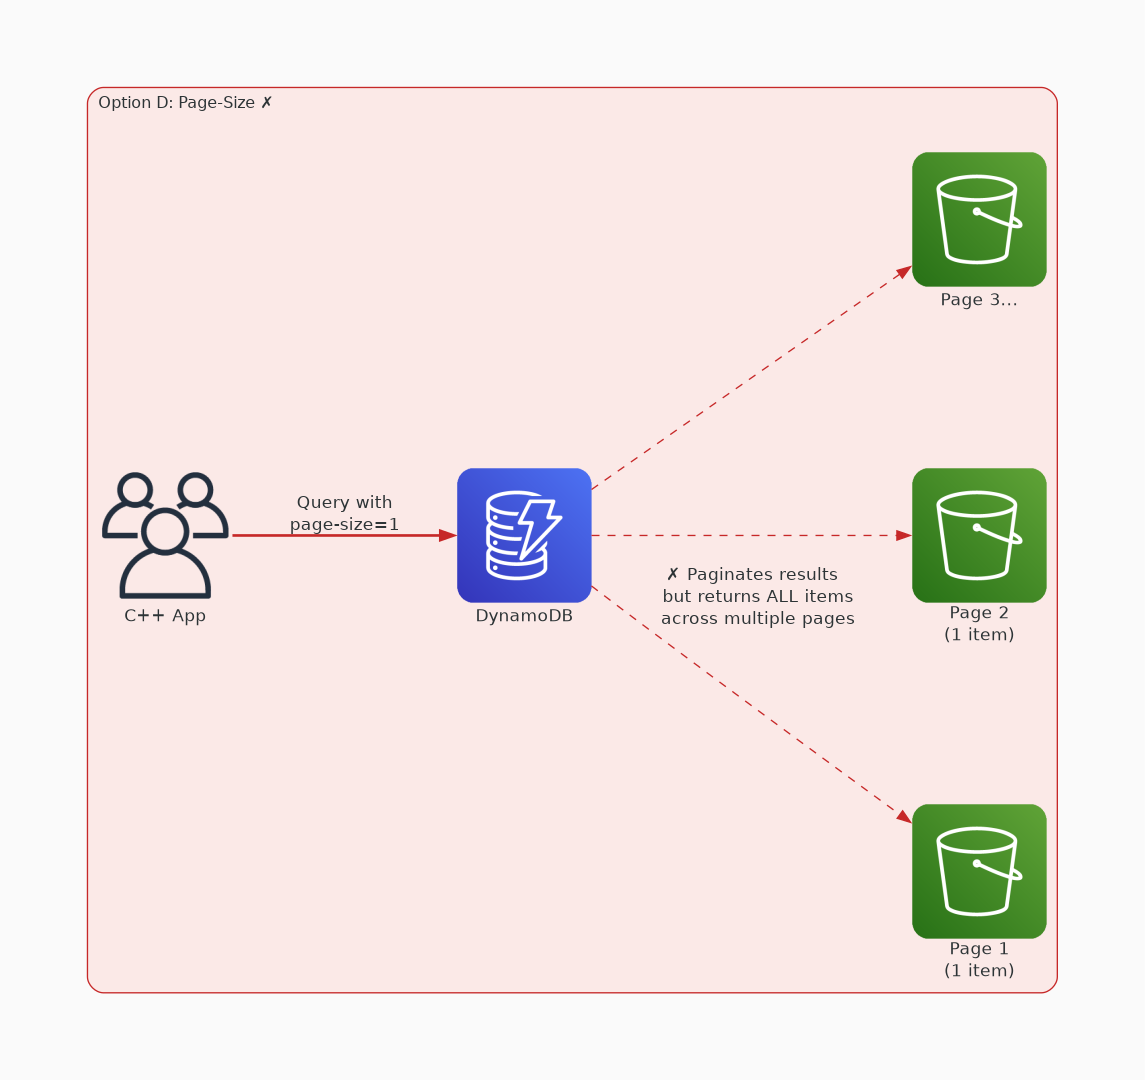 Option D: Page-Size ✗
Page 3...
Query with
page-size=1
C++ App
DynamoDB
✗ Paginates results
but returns ALL items
across multiple pages
Page 2
(1 item)
Page 1
(1 item)